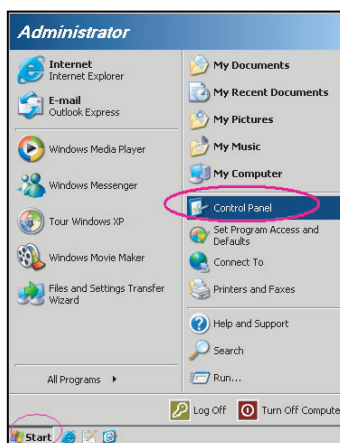 Administrator
Internet
Internet Explorer
E-mail
Outlook Express
Windows Media Player
Windows Messenger
Tour Windows XP
Windows Movie Maker
Files and Settings Transfer
Wizard
All Programs
My Documents
My Recent Documents
My Pictures
My Music
My Computer
Control Panel
Set Program Access and
Defaults
Connect To
Printers and Faxes
Help and Support
Search
Run...
Log Off
Turn Off Compute
Start